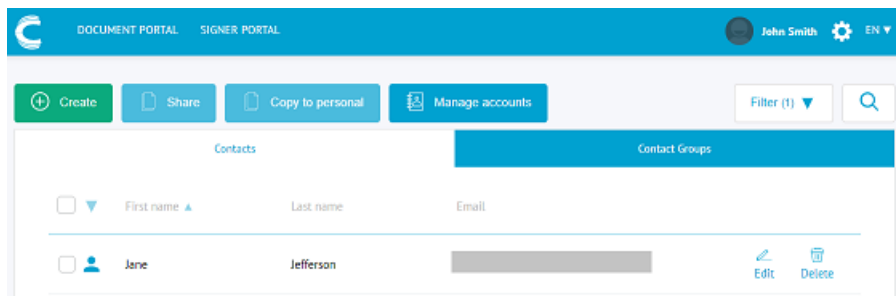 DOCUMENT PORTAL SIGNER PORTAL John Smith EN
Create Share Copy to personal Manage accounts Filter (1)
Contacts Contact Groups
First name Last name Email
Jane Jefferson
Edit Delete